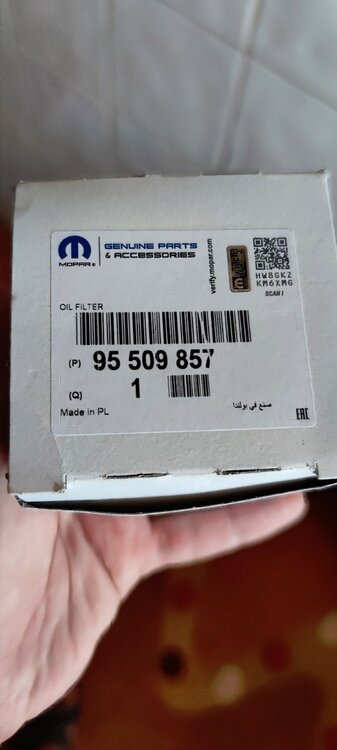 MOPAR®
GENUINE PARTS
& ACCESSORIES
verify.mopar.com
HW8GKZ
KM6XMG
SCAN !
OIL FILTER
(P) 95 509 857
(Q) 1
Made in PL
صنع في بولندا
EAC